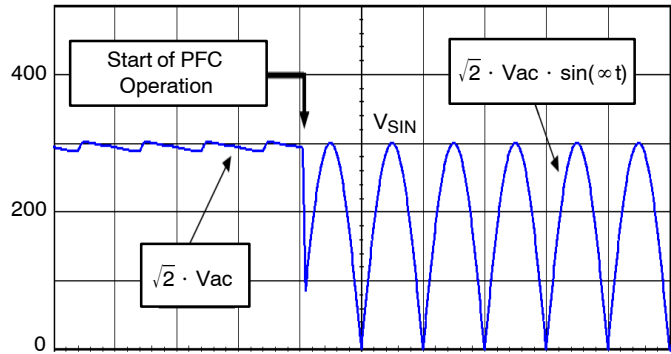 400
200
0
Start of PFC
Operation
√2 · Vac
V_SIN
√2 · Vac · sin(∞ t)